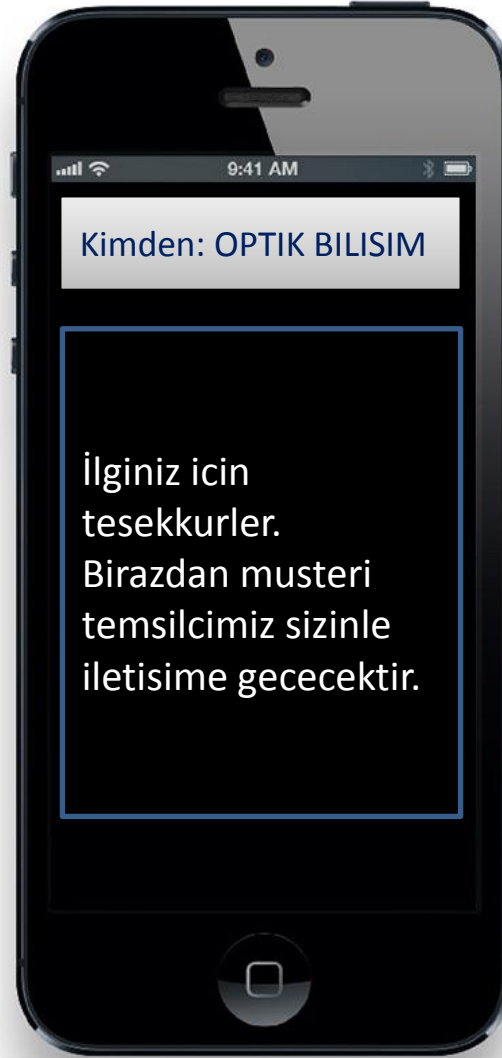 9:41 AM
Kimden: OPTIK BILISIM
İlginiz icin
tesekkurler.
Birazdan musteri
temsilcimiz sizinle
iletisime gececektir.